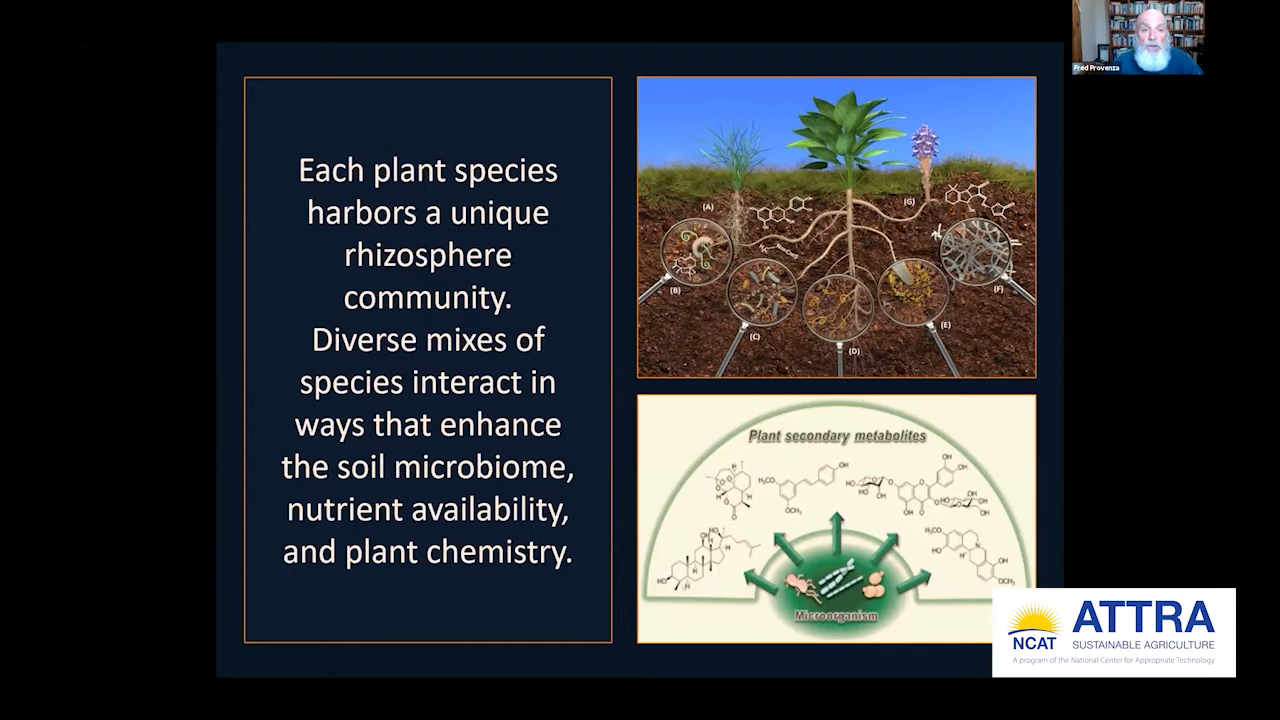 Fred Provenza
Each plant species
harbors a unique
rhizosphere
community.
Diverse mixes of
species interact in
ways that enhance
the soil microbiome,
nutrient availability,
and plant chemistry.
(A)
(B)
(C)
(D)
(E)
(F)
(G)
Plant secondary metabolites
Microorganism
ATTRA
NCAT
SUSTAINABLE AGRICULTURE
A program of the National Center for Appropriate Technology